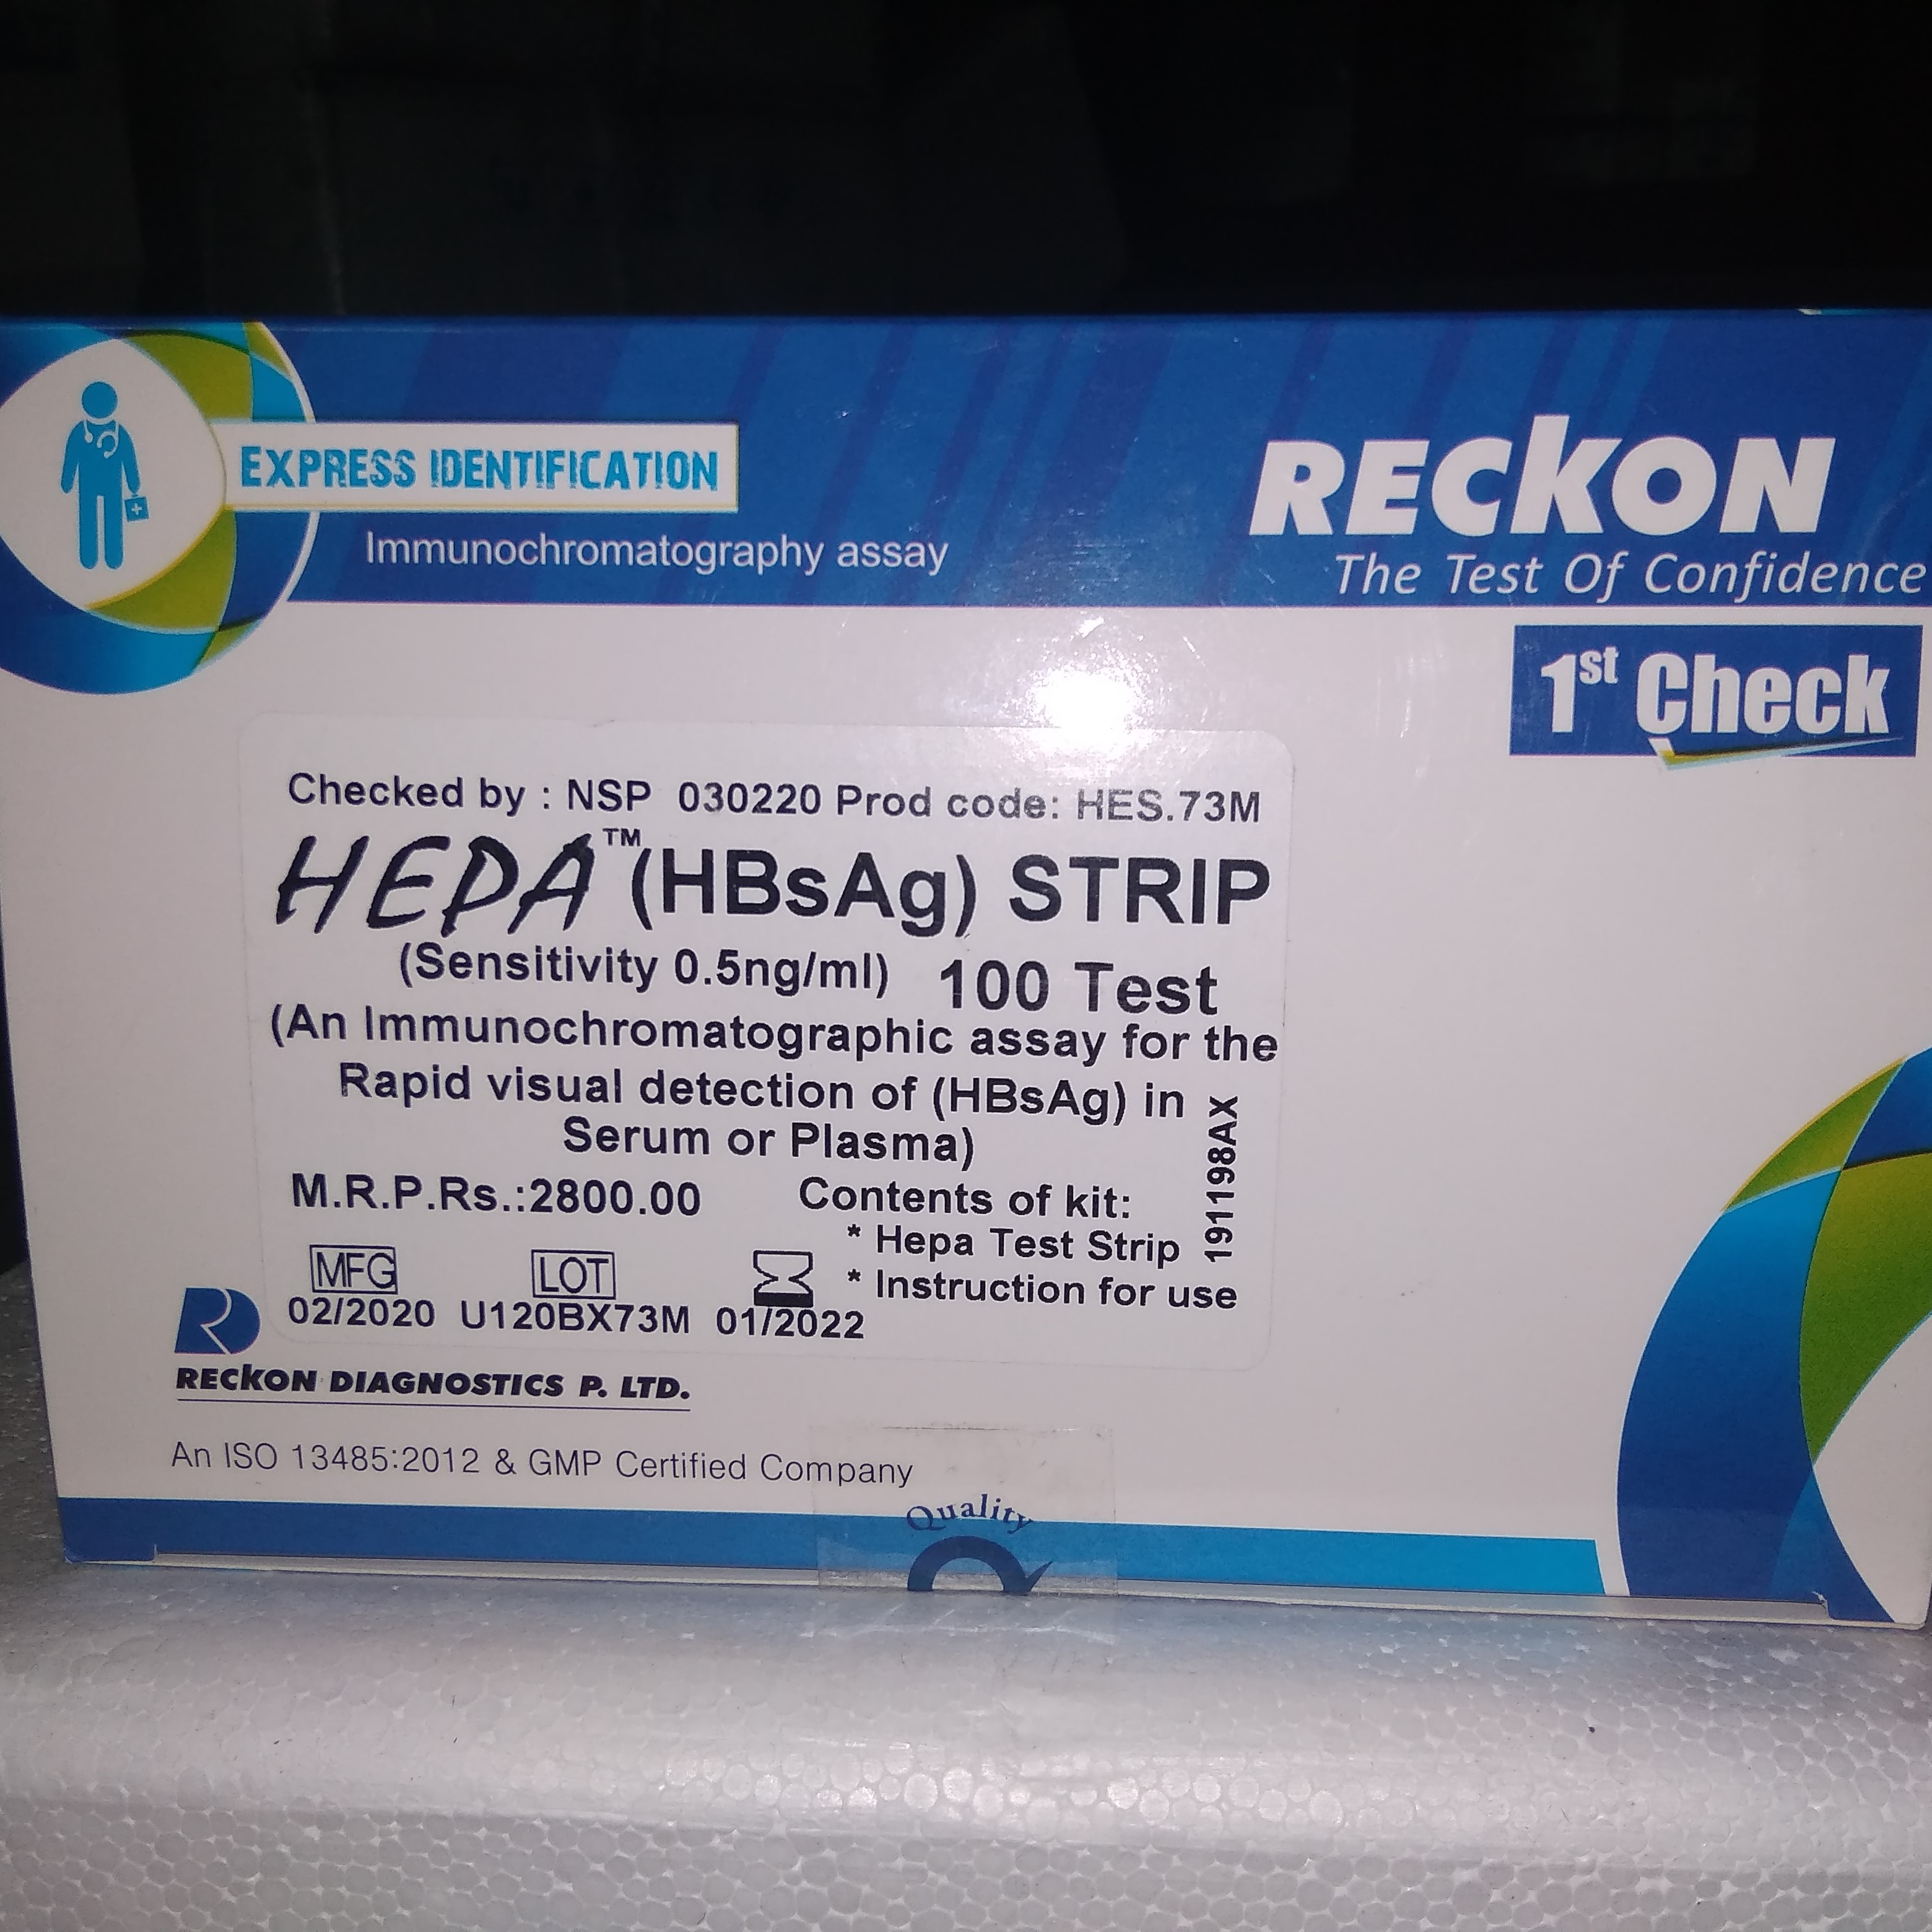 EXPRESS IDENTIFICATION
Immunochromatography assay
RECKON
The Test Of Confidence
1st Check
Checked by : NSP 030220 Prod code: HES.73M
HEPA™(HBsAg) STRIP
(Sensitivity 0.5ng/ml) 100 Test
(An Immunochromatographic assay for the
Rapid visual detection of (HBsAg) in
Serum or Plasma)
M.R.P.Rs.:2800.00
Contents of kit:
* Hepa Test Strip
* Instruction for use
191198AX
MFG LOT
02/2020 U120BX73M 01/2022
RECKON DIAGNOSTICS P. LTD.
An ISO 13485:2012 & GMP Certified Company
Quality